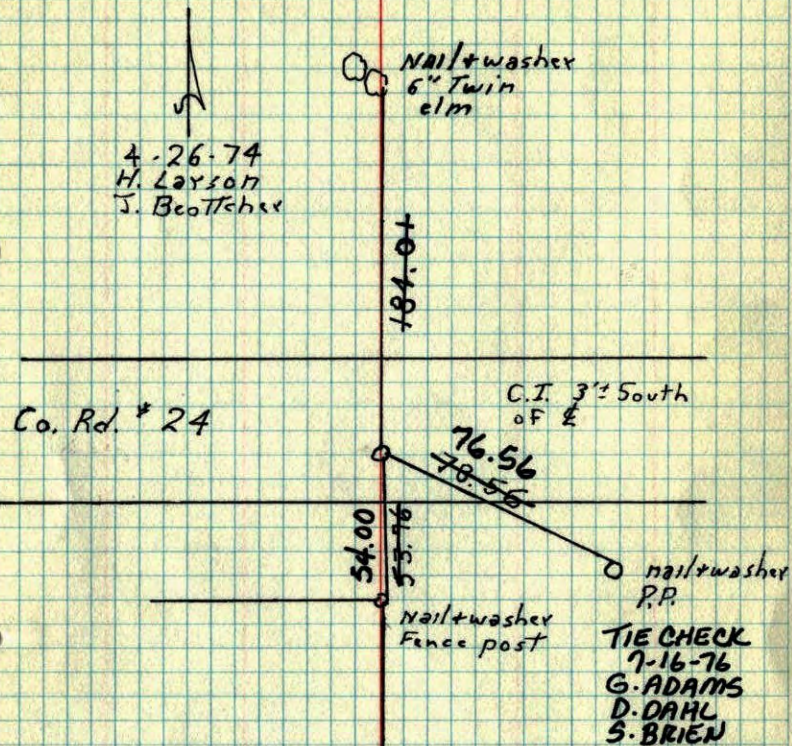 Nail + washer
6" Twin
elm
4-26-74
H. Larson
J. Beottcher
184.01
C.I. 3'± South
of ℄
Co. Rd. # 24
76.56
78.56
54.00
53.76
nail + washer
P.P.
Nail + washer
Fence post
TIE CHECK
7-16-76
G. ADAMS
D. DAHL
S. BRIEN